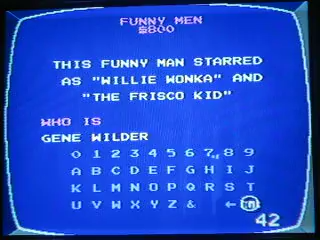 FUNNY MEN
$800
THIS FUNNY MAN STARRED
AS "WILLIE WONKA" AND
"THE FRISCO KID"
WHO IS
GENE WILDER
0 1 2 3 4 5 6 7 8 9
A B C D E F G H I J
K L M N O P Q R S T
U V W X Y Z & ←
42